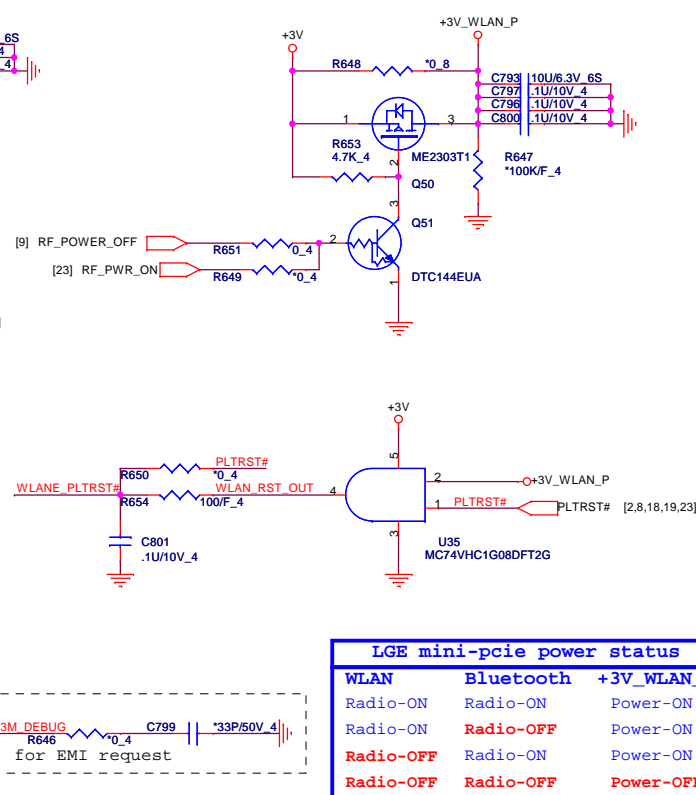 +3V_WLAN_P
+3V
6S
4
R648
*0_8
C793
10U/6.3V_6S
C797
.1U/10V_4
C796
.1U/10V_4
C800
.1U/10V_4
1
3
R653
4.7K_4
ME2303T1
R647
*100K/F_4
2
Q50
3
Q51
[9] RF_POWER_OFF
R651
0_4
2
[23] RF_PWR_ON
R649
*0_4
DTC144EUA
1
+3V
5
PLTRST#
R650
*0_4
2
+3V_WLAN_P
WLANE_PLTRST#
WLAN_RST_OUT
4
R654
100/F_4
PLTRST#
1
PLTRST# [2,8,18,19,23]
3
C801
.1U/10V_4
U35
MC74VHC1G08DFT2G
LGE mini-pcie power status
WLAN Bluetooth +3V_WLAN_
Radio-ON Radio-ON Power-ON
Radio-ON Radio-OFF Power-ON
Radio-OFF Radio-ON Power-ON
Radio-OFF Radio-OFF Power-OFF
3M_DEBUG
R646
*0_4
C799
*33P/50V_4
for EMI request